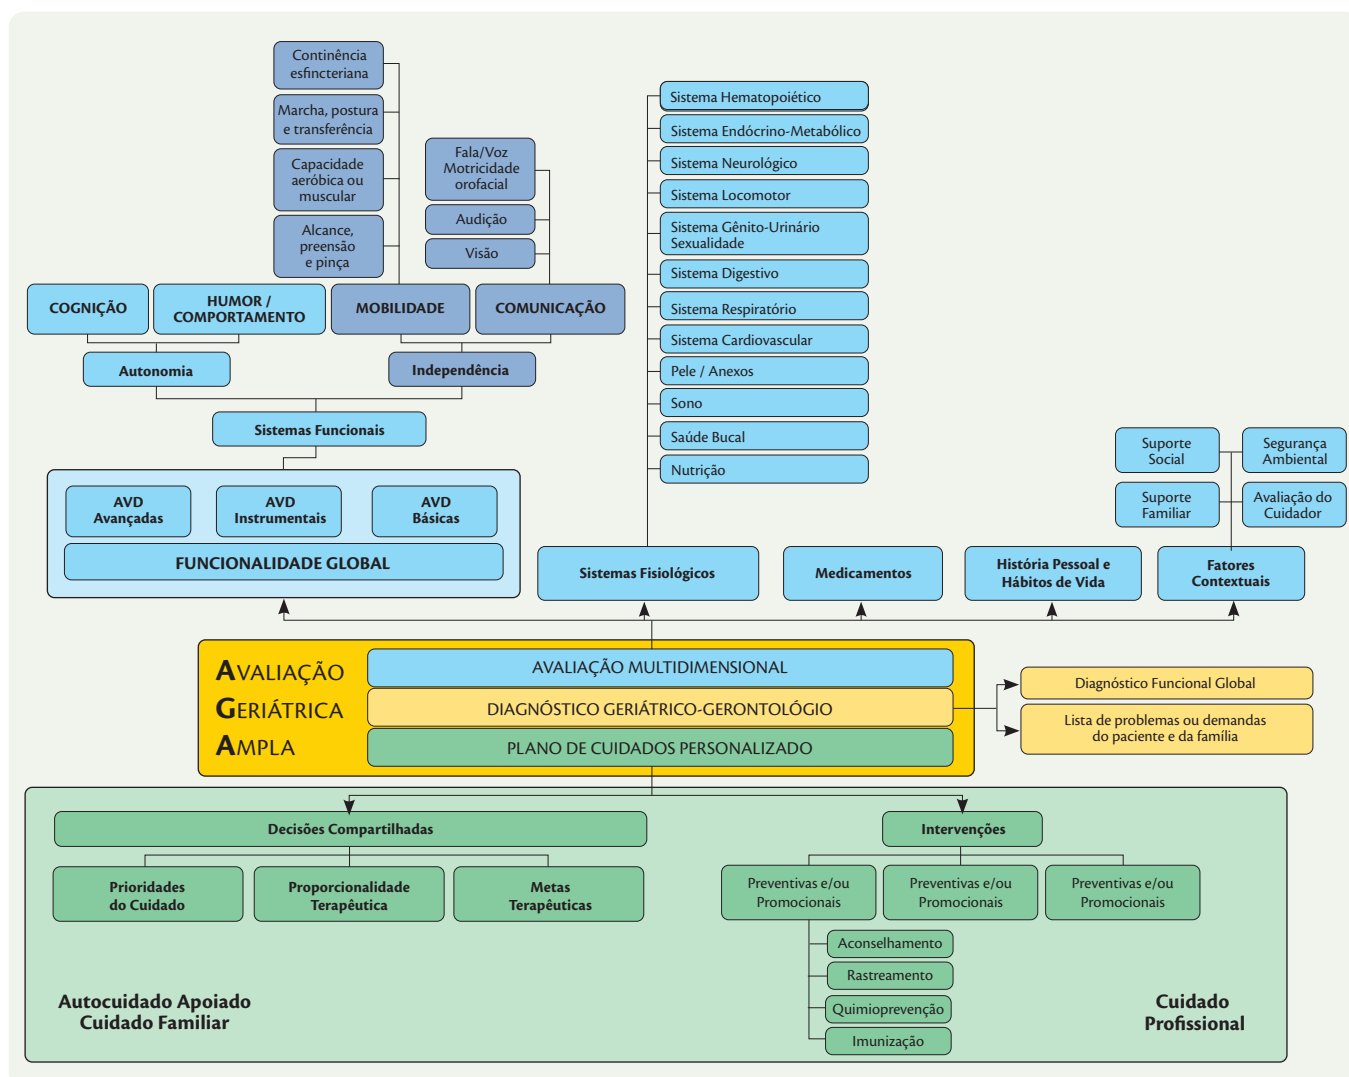 Continência
esfincteriana
Marcha, postura
e transferência
Capacidade
aeróbica ou
muscular
Alcance,
preensão
e pinça
Fala/Voz
Motricidade
orofacial
Audição
Visão
COGNIÇÃO
HUMOR /
COMPORTAMENTO
MOBILIDADE
COMUNICAÇÃO
Autonomia
Independência
Sistemas Funcionais
AVD
Avançadas
AVD
Instrumentais
AVD
Básicas
FUNCIONALIDADE GLOBAL
Sistema Hematopoiético
Sistema Endócrino-Metabólico
Sistema Neurológico
Sistema Locomotor
Sistema Gênito-Urinário
Sexualidade
Sistema Digestivo
Sistema Respiratório
Sistema Cardiovascular
Pele / Anexos
Sono
Saúde Bucal
Nutrição
Sistemas Fisiológicos
Medicamentos
História Pessoal e
Hábitos de Vida
Suporte
Social
Segurança
Ambiental
Suporte
Familiar
Avaliação do
Cuidador
Fatores
Contextuais
AVALIAÇÃO
GERIÁTRICA
AMPLA
AVALIAÇÃO MULTIDIMENSIONAL
DIAGNÓSTICO GERIÁTRICO-GERONTOLÓGIO
PLANO DE CUIDADOS PERSONALIZADO
Diagnóstico Funcional Global
Lista de problemas ou demandas
do paciente e da família
Decisões Compartilhadas
Prioridades
do Cuidado
Proporcionalidade
Terapêutica
Metas
Terapêuticas
Intervenções
Preventivas e/ou
Promocionais
Preventivas e/ou
Promocionais
Preventivas e/ou
Promocionais
Aconselhamento
Rastreamento
Quimioprevenção
Imunização
Autocuidado Apoiado
Cuidado Familiar
Cuidado
Profissional